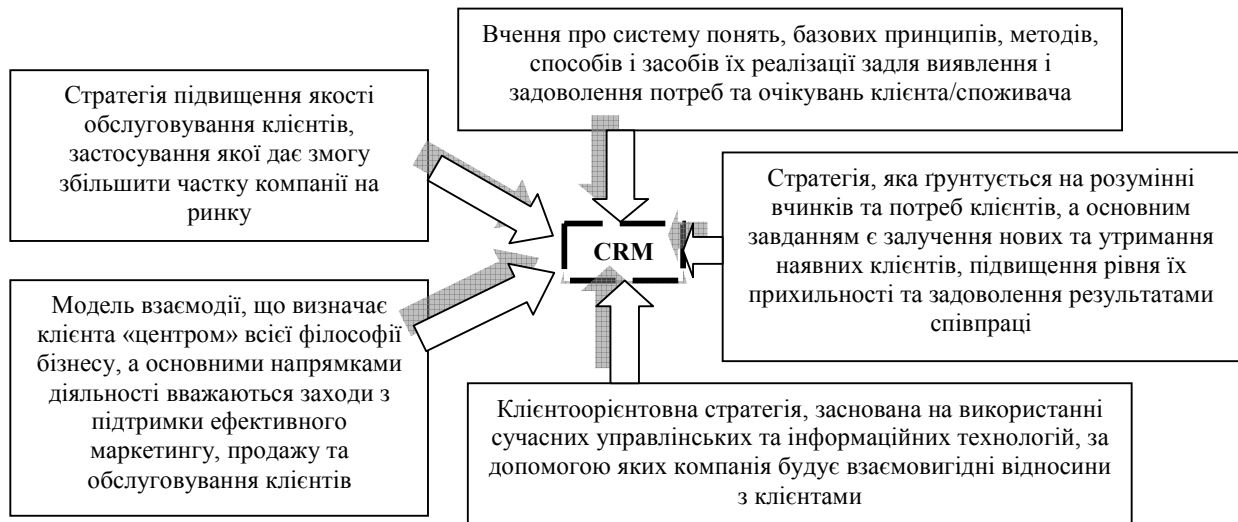 Вчення про систему понять, базових принципів, методів,
способів і засобів їх реалізації задля виявлення і
задоволення потреб та очікувань клієнта/споживача
Стратегія підвищення якості
обслуговування клієнтів,
застосування якої дає змогу
збільшити частку компанії на
ринку
Стратегія, яка ґрунтується на розумінні
вчинків та потреб клієнтів, а основним
завданням є залучення нових та утримання
наявних клієнтів, підвищення рівня їх
прихильності та задоволення результатами
співпраці
CRM
Модель взаємодії, що визначає
клієнта «центром» всієї філософії
бізнесу, а основними напрямками
діяльності вважаються заходи з
підтримки ефективного
маркетингу, продажу та
обслуговування клієнтів
Клієнтоорієнтовна стратегія, заснована на використанні
сучасних управлінських та інформаційних технологій, за
допомогою яких компанія будує взаємовигідні відносини
з клієнтами